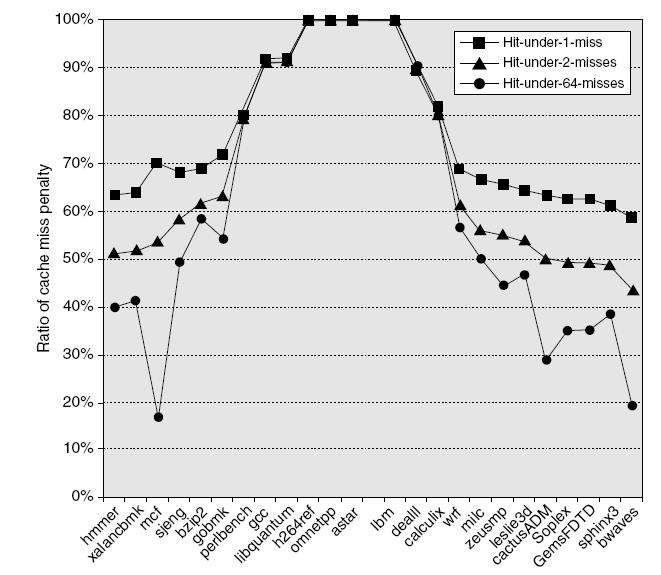 Ratio of cache miss penalty
100%
90%
80%
70%
60%
50%
40%
30%
20%
10%
0%
Hit-under-1-miss
Hit-under-2-misses
Hit-under-64-misses
hmmer
xalancbmk
mcf
sjeng
bzip2
gobmk
perlbench
gcc
libquantum
h264ref
omnetpp
astar
lbm
dealII
calculix
wrf
milc
zeusmp
leslie3d
cactusADM
Soplex
GemsFDTD
sphinx3
bwaves